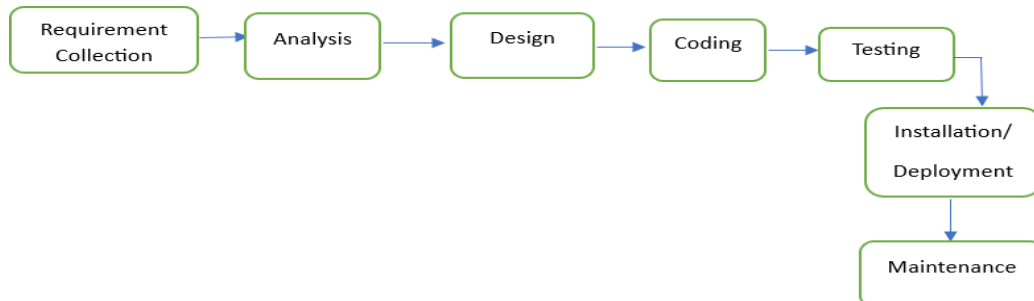 Requirement
Collection
Analysis
Design
Coding
Testing
Installation/
Deployment
Maintenance